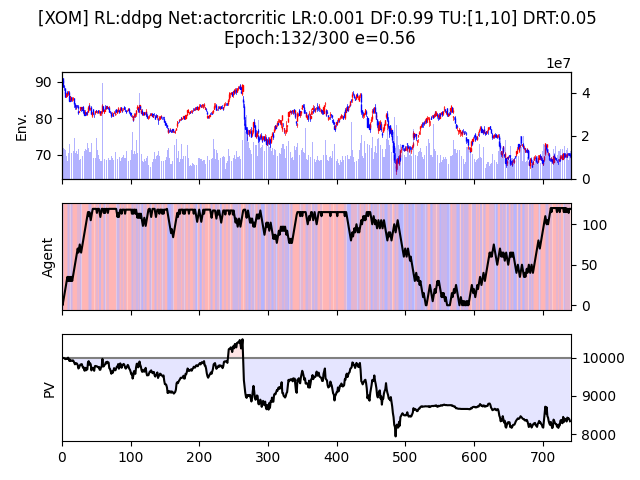 [XOM] RL:ddpg Net:actorcritic LR:0.001 DF:0.99 TU:[1,10] DRT:0.05
Epoch:132/300 e=0.56
1e7
90
80
70
Env.
4
2
0
Agent
100
50
0
PV
10000
9000
8000
0 100 200 300 400 500 600 700